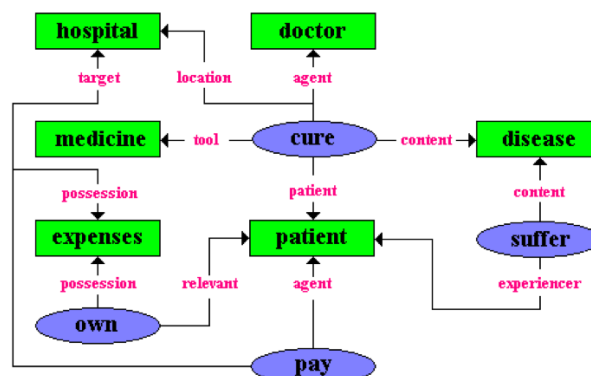 hospital doctor
target location agent
medicine tool cure content disease
possession patient content
expenses patient suffer
possession relevant agent experiencer
own
pay